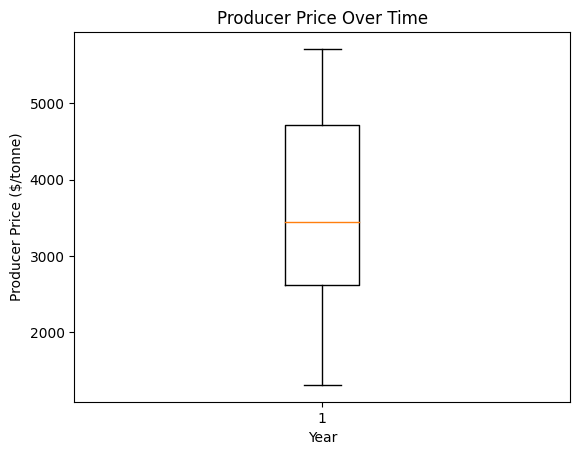 Producer Price Over Time
Producer Price ($/tonne)
5000
4000
3000
2000
1
Year